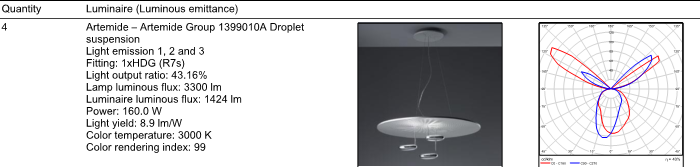 Quantity Luminaire (Luminous emittance)
4 Artemide – Artemide Group 1399010A Droplet
suspension
Light emission 1, 2 and 3
Fitting: 1xHDG (R7s)
Light output ratio: 43.16%
Lamp luminous flux: 3300 lm
Luminaire luminous flux: 1424 lm
Power: 160.0 W
Light yield: 8.9 lm/W
Color temperature: 3000 K
Color rendering index: 99